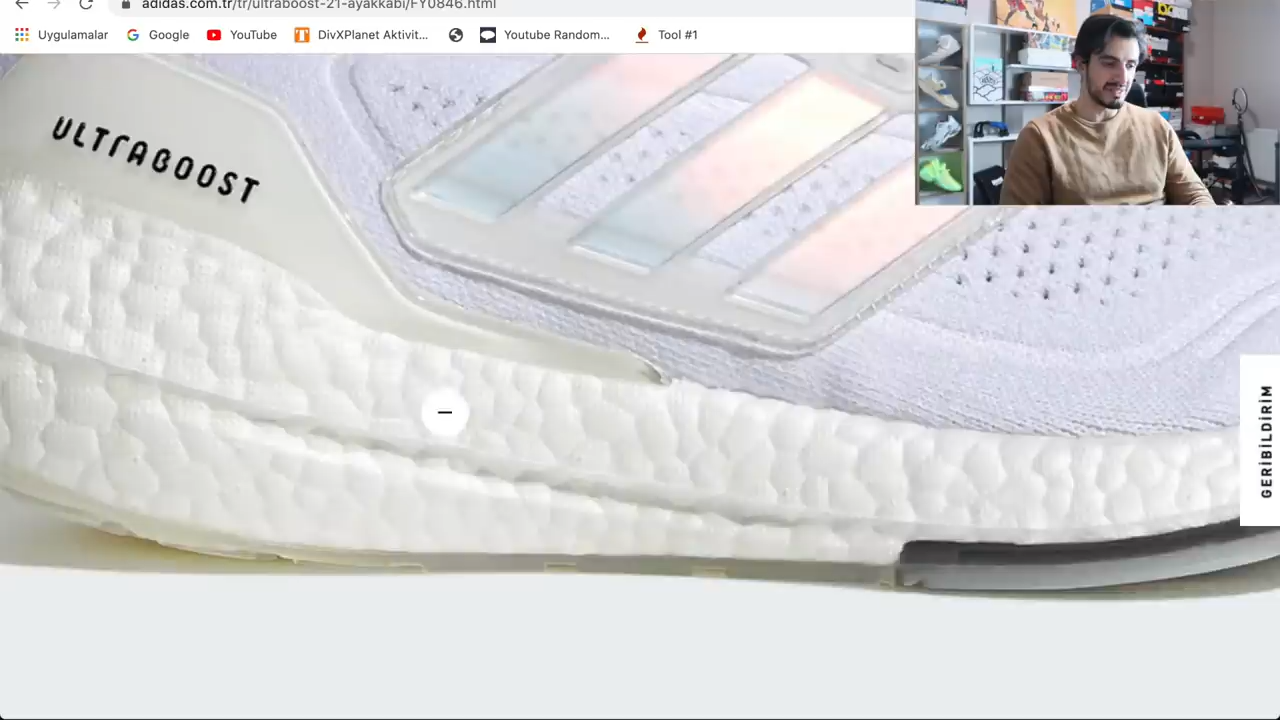 adidas.com.tr/tr/ultraboost-21-ayakkabi/FY0846.html
Uygulamalar
Google
YouTube
DivXPlanet Aktivit...
Youtube Random...
Tool #1
ULTRABOOST
GERİBİLDİRİM